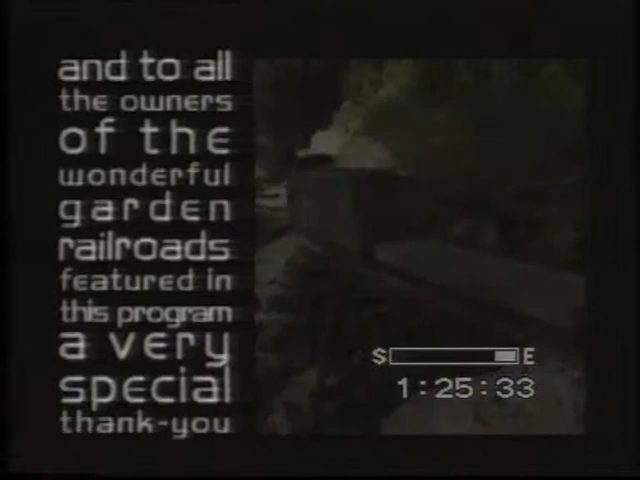 and to all
the owners
of the
wonderful
garden
railroads
featured in
this program
a very
special
thank-you
S E
1:25:33